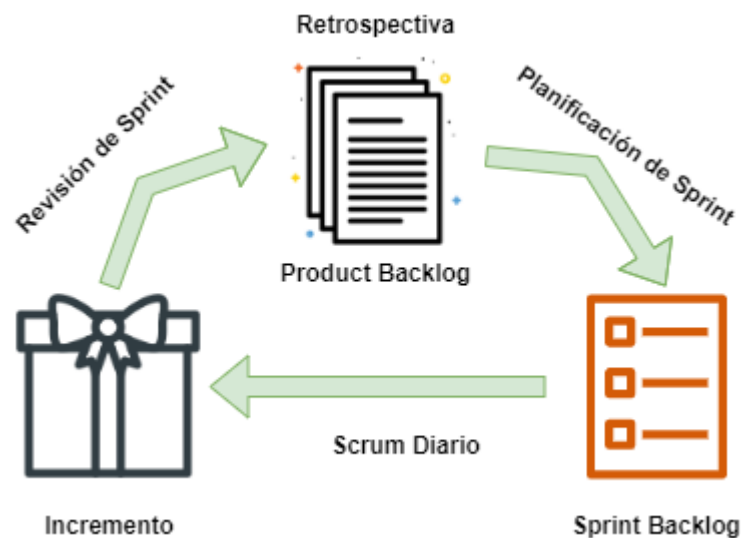 Retrospectiva
Revisión de Sprint
Planificación de Sprint
Product Backlog
Scrum Diario
Incremento
Sprint Backlog